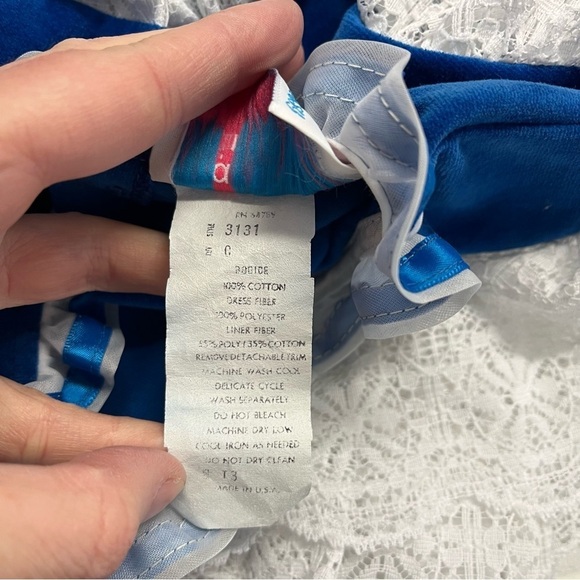 3131
100% COTTON
DRESS FIBER
100% POLYESTER
LINER FIBER
65% POLY/35% COTTON
REMOVE DETACHABLE TRIM
MACHINE WASH COOL
DELICATE CYCLE
WASH SEPARATELY
DO NOT BLEACH
MACHINE DRY LOW
COOL IRON AS NEEDED
DO NOT DRY CLEAN
13
MADE IN U.S.A.